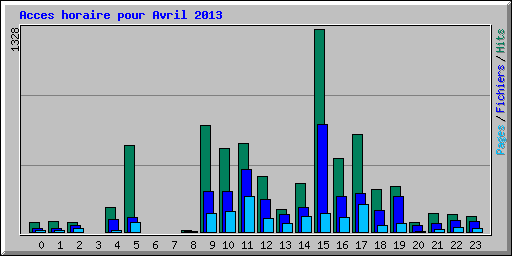 Acces horaire pour Avril 2013
1328
Pages / Fichiers / Hits
0 1 2 3 4 5 6 7 8 9 10 11 12 13 14 15 16 17 18 19 20 21 22 23